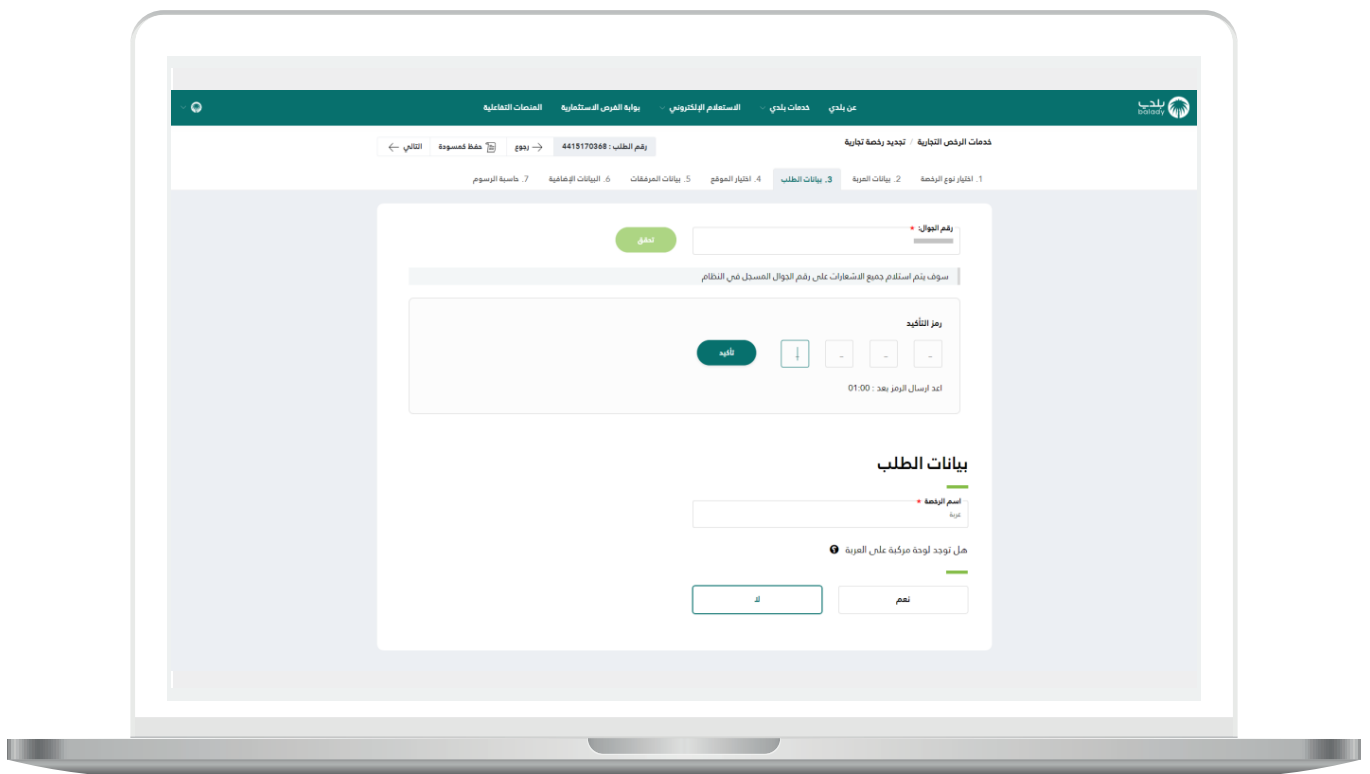 بلدي
balady
عن بلدي
خدمات بلدي
الاستعلام الإلكتروني
بوابة الفرص الاستثمارية
المنصات التفاعلية
خدمات الرخص التجارية / تجديد رخصة تجارية
رقم الطلب : 4415170368
رجوع
حفظ كمسودة
التالي
1. اختيار نوع الرخصة
2. بيانات العربة
3. بيانات الطلب
4. اختيار الموقع
5. بيانات المرفقات
6. البيانات الإضافية
7. حاسبة الرسوم
رقم الجوال: *
تحقق
سوف يتم استلام جميع الاشعارات على رقم الجوال المسجل في النظام
رمز التأكيد
تأكيد
اعد ارسال الرمز بعد : 01:00
بيانات الطلب
اسم الرخصة *
عربة
هل توجد لوحة مركبة على العربة
نعم
لا